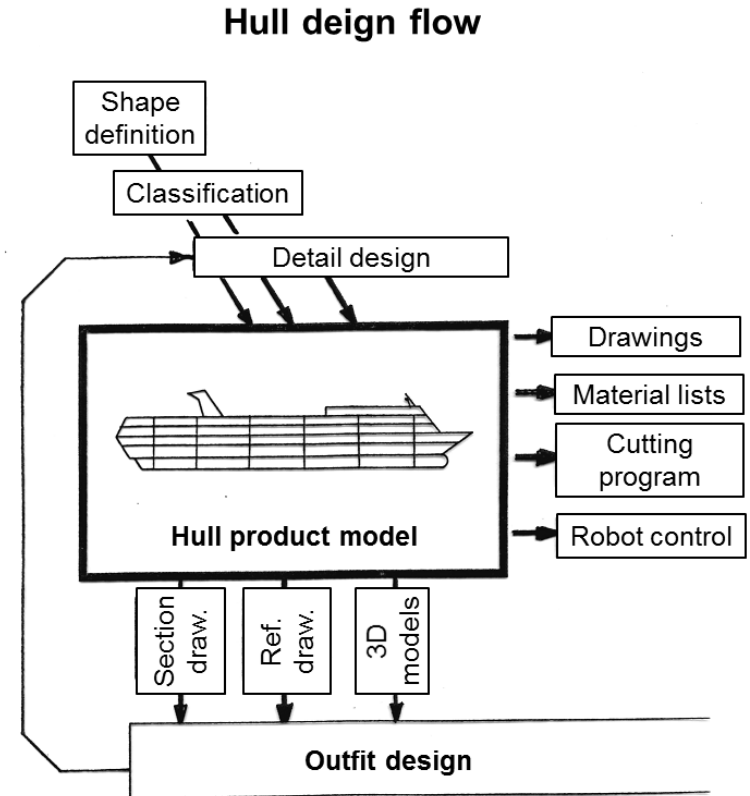 Hull deign flow
Shape
definition
Classification
Detail design
Drawings
Material lists
Cutting
program
Robot control
Hull product model
Section
draw.
Ref.
draw.
3D
models
Outfit design